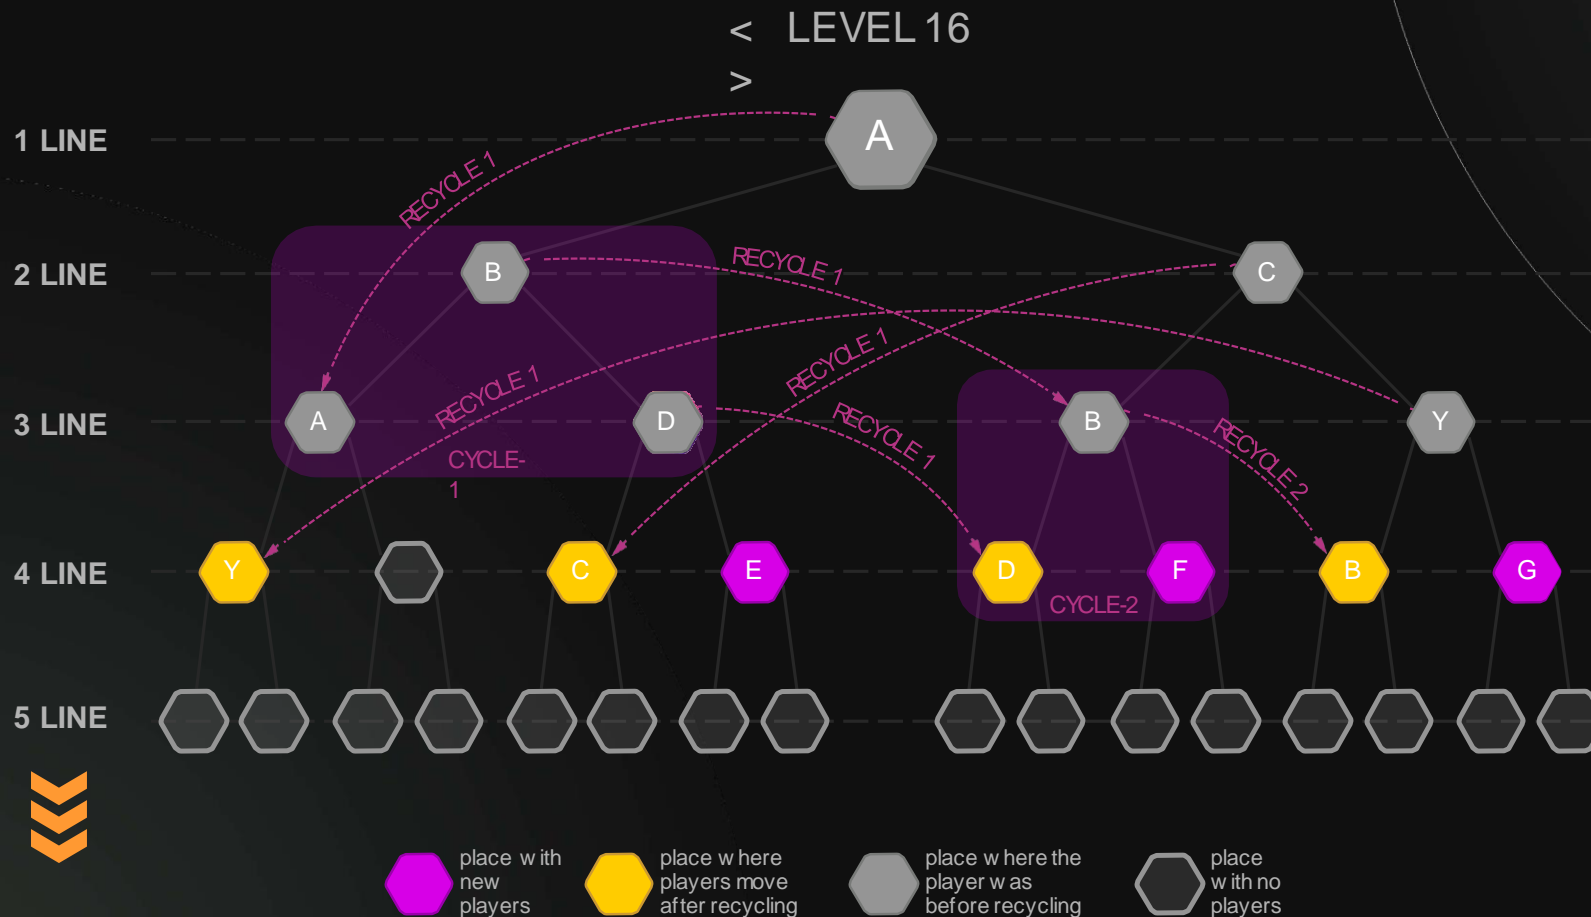 < LEVEL 16
>
1 LINE
A
RECYCLE 1
2 LINE
B
RECYCLE 1
C
RECYCLE 1
RECYCLE 1
3 LINE
A
D
RECYCLE 1
B
RECYCLE 2
Y
CYCLE-
1
4 LINE
Y
C
E
D
F
B
G
CYCLE-2
5 LINE
place with
new
players
place where
players move
after recycling
place where the
player was
before recycling
place
with no
players